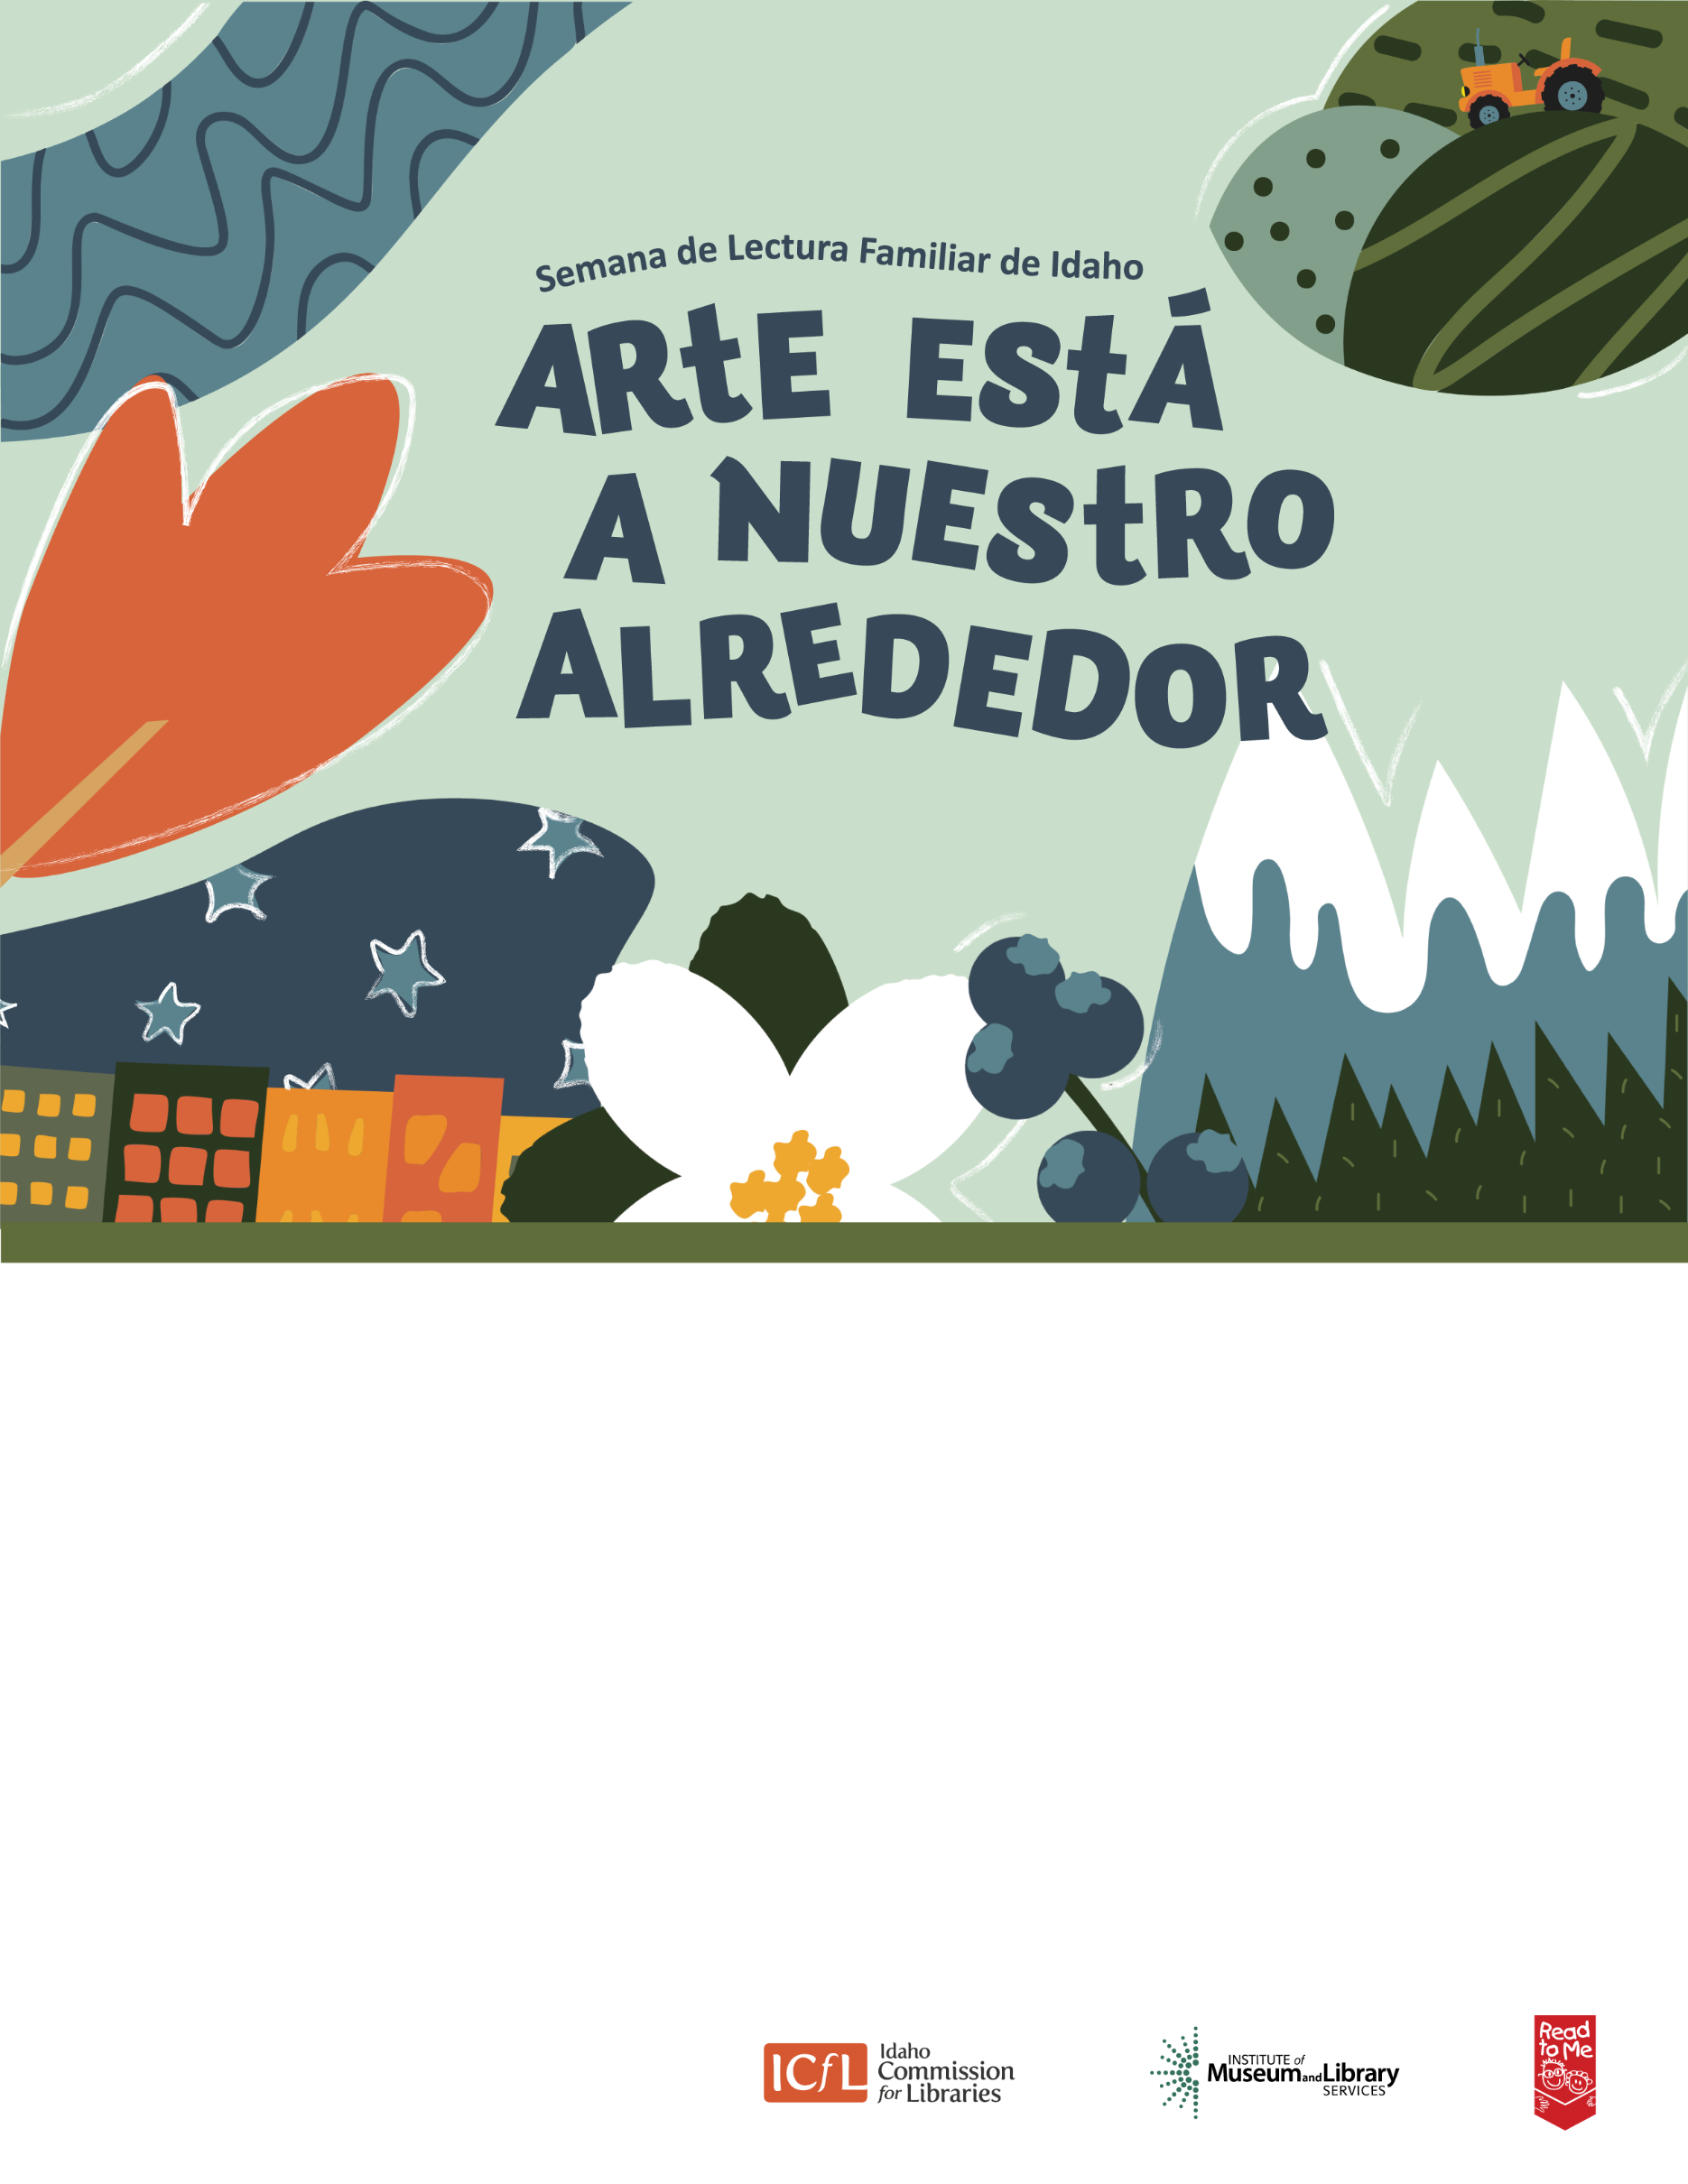 Semana de Lectura Familiar de Idaho
ARtE EStÁ
A NUEStRO
ALREDEDOR
ICfL
Idaho
Commission
for Libraries
INSTITUTE of
Museum and Library
SERVICES
Read
to Me